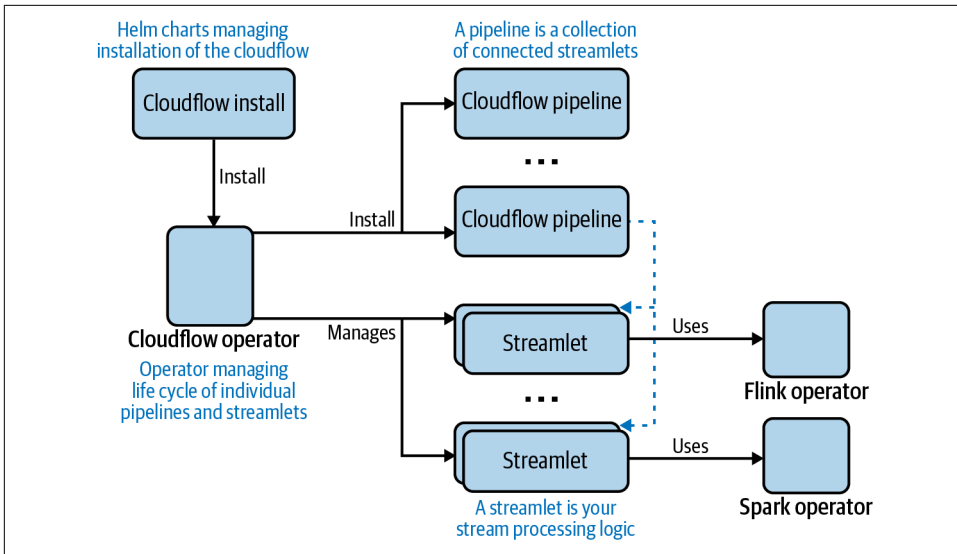 Helm charts managing
installation of the cloudflow
A pipeline is a collection
of connected streamlets
Cloudflow install
Cloudflow pipeline
...
Install
Install
Cloudflow pipeline
Cloudflow operator
Manages
Operator managing
life cycle of individual
pipelines and streamlets
Streamlet
Uses
Flink operator
...
Streamlet
Uses
Spark operator
A streamlet is your
stream processing logic